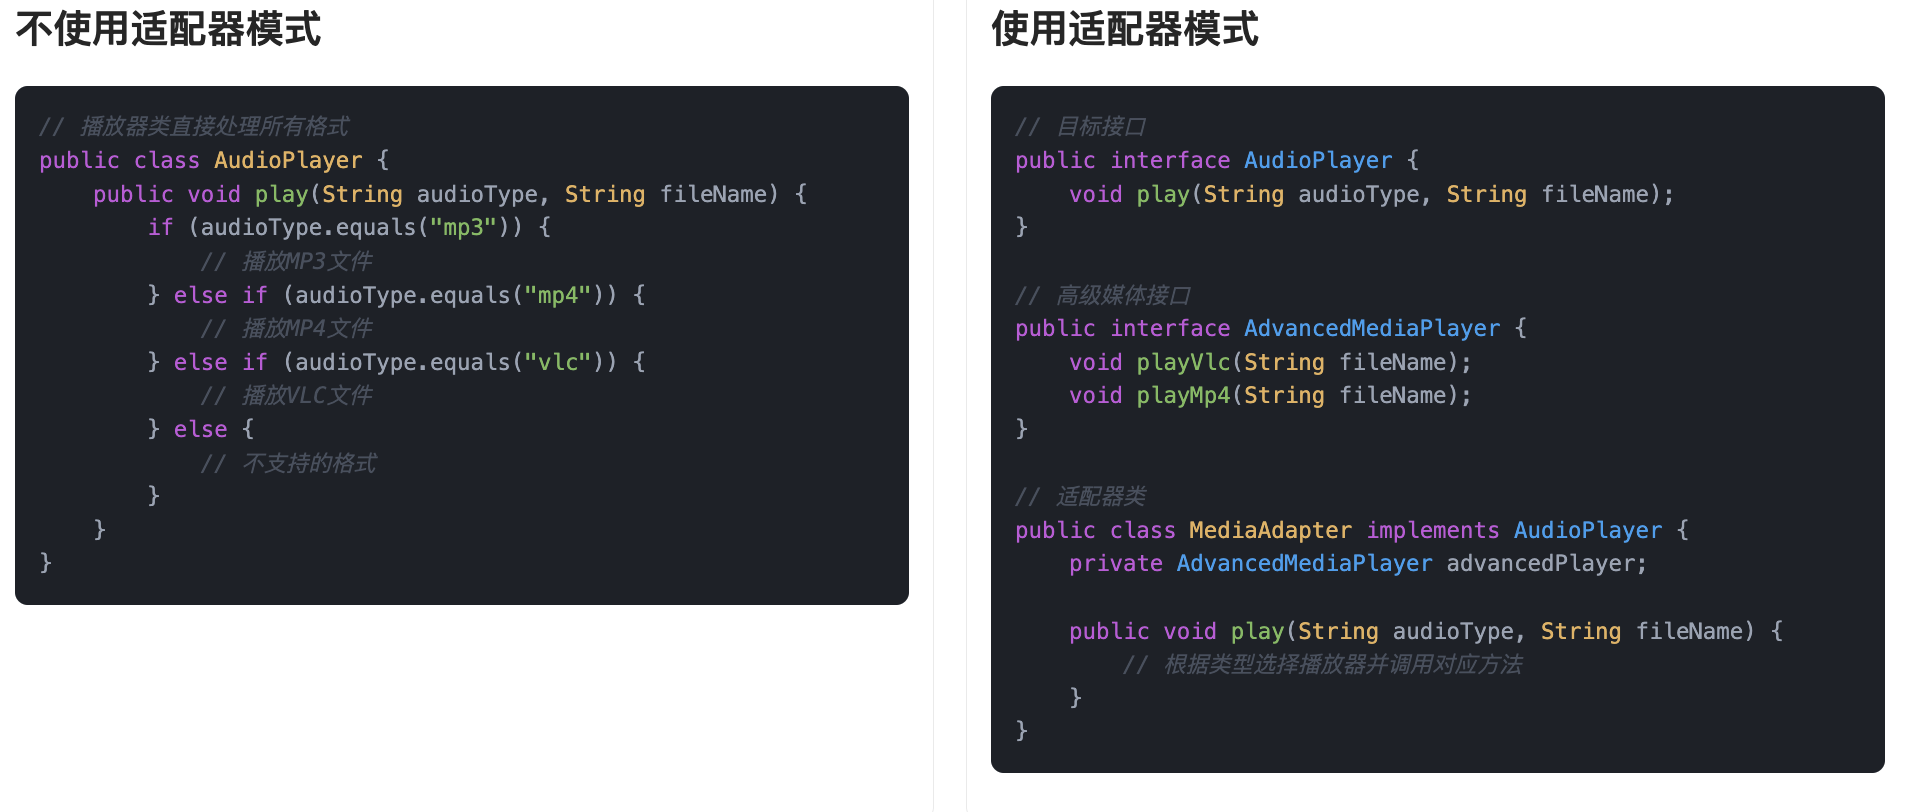 不使用适配器模式
// 播放器类直接处理所有格式
public class AudioPlayer {
    public void play(String audioType, String fileName) {
        if (audioType.equals("mp3")) {
            // 播放MP3文件
        } else if (audioType.equals("mp4")) {
            // 播放MP4文件
        } else if (audioType.equals("vlc")) {
            // 播放VLC文件
        } else {
            // 不支持的格式
        }
    }
}
使用适配器模式
// 目标接口
public interface AudioPlayer {
    void play(String audioType, String fileName);
}
// 高级媒体接口
public interface AdvancedMediaPlayer {
    void playVlc(String fileName);
    void playMp4(String fileName);
}
// 适配器类
public class MediaAdapter implements AudioPlayer {
    private AdvancedMediaPlayer advancedPlayer;
    public void play(String audioType, String fileName) {
        // 根据类型选择播放器并调用对应方法
    }
}